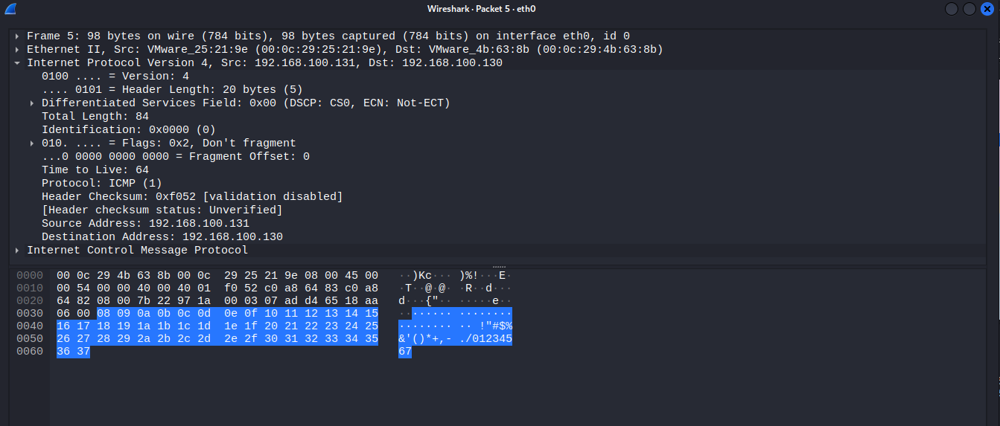 Wireshark · Packet 5 · eth0
Frame 5: 98 bytes on wire (784 bits), 98 bytes captured (784 bits) on interface eth0, id 0
Ethernet II, Src: VMware_25:21:9e (00:0c:29:25:21:9e), Dst: VMware_4b:63:8b (00:0c:29:4b:63:8b)
Internet Protocol Version 4, Src: 192.168.100.131, Dst: 192.168.100.130
0100 .... = Version: 4
.... 0101 = Header Length: 20 bytes (5)
Differentiated Services Field: 0x00 (DSCP: CS0, ECN: Not-ECT)
Total Length: 84
Identification: 0x0000 (0)
010. .... = Flags: 0x2, Don't fragment
...0 0000 0000 0000 = Fragment Offset: 0
Time to Live: 64
Protocol: ICMP (1)
Header Checksum: 0xf052 [validation disabled]
[Header checksum status: Unverified]
Source Address: 192.168.100.131
Destination Address: 192.168.100.130
Internet Control Message Protocol
0000 00 0c 29 4b 63 8b 00 0c 29 25 21 9e 08 00 45 00 ··)Kc··· )%!···E·
0010 00 54 00 00 40 00 40 01 f0 52 c0 a8 64 83 c0 a8 ·T··@·@· ·R··d···
0020 64 82 08 00 7b 22 97 1a 00 03 07 ad d4 65 18 aa d···{"·· ·····e··
0030 06 00 08 09 0a 0b 0c 0d 0e 0f 10 11 12 13 14 15 ········ ········
0040 16 17 18 19 1a 1b 1c 1d 1e 1f 20 21 22 23 24 25 ········ ·· !"#$%
0050 26 27 28 29 2a 2b 2c 2d 2e 2f 30 31 32 33 34 35 &'()*+,- ./012345
0060 36 37 67